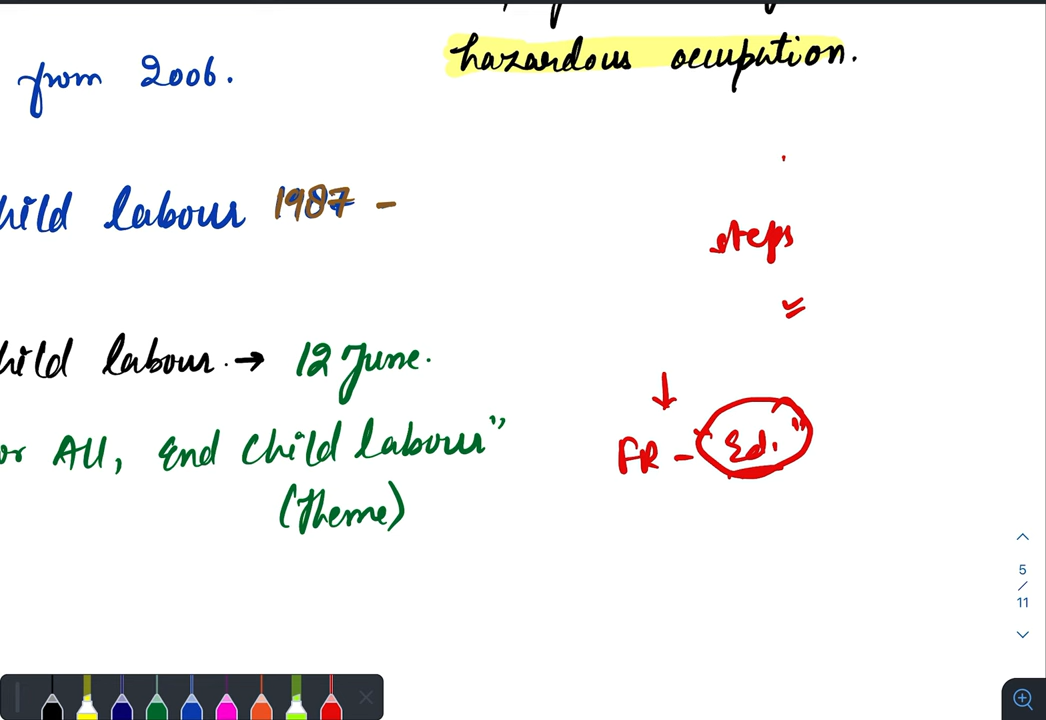 hazardous occupation.
from 2006.
hild labour 1987 -
steps
hild labour. → 12 June.
or All, End Child labour"
FR - "Ed."
(Theme)
5
/
11